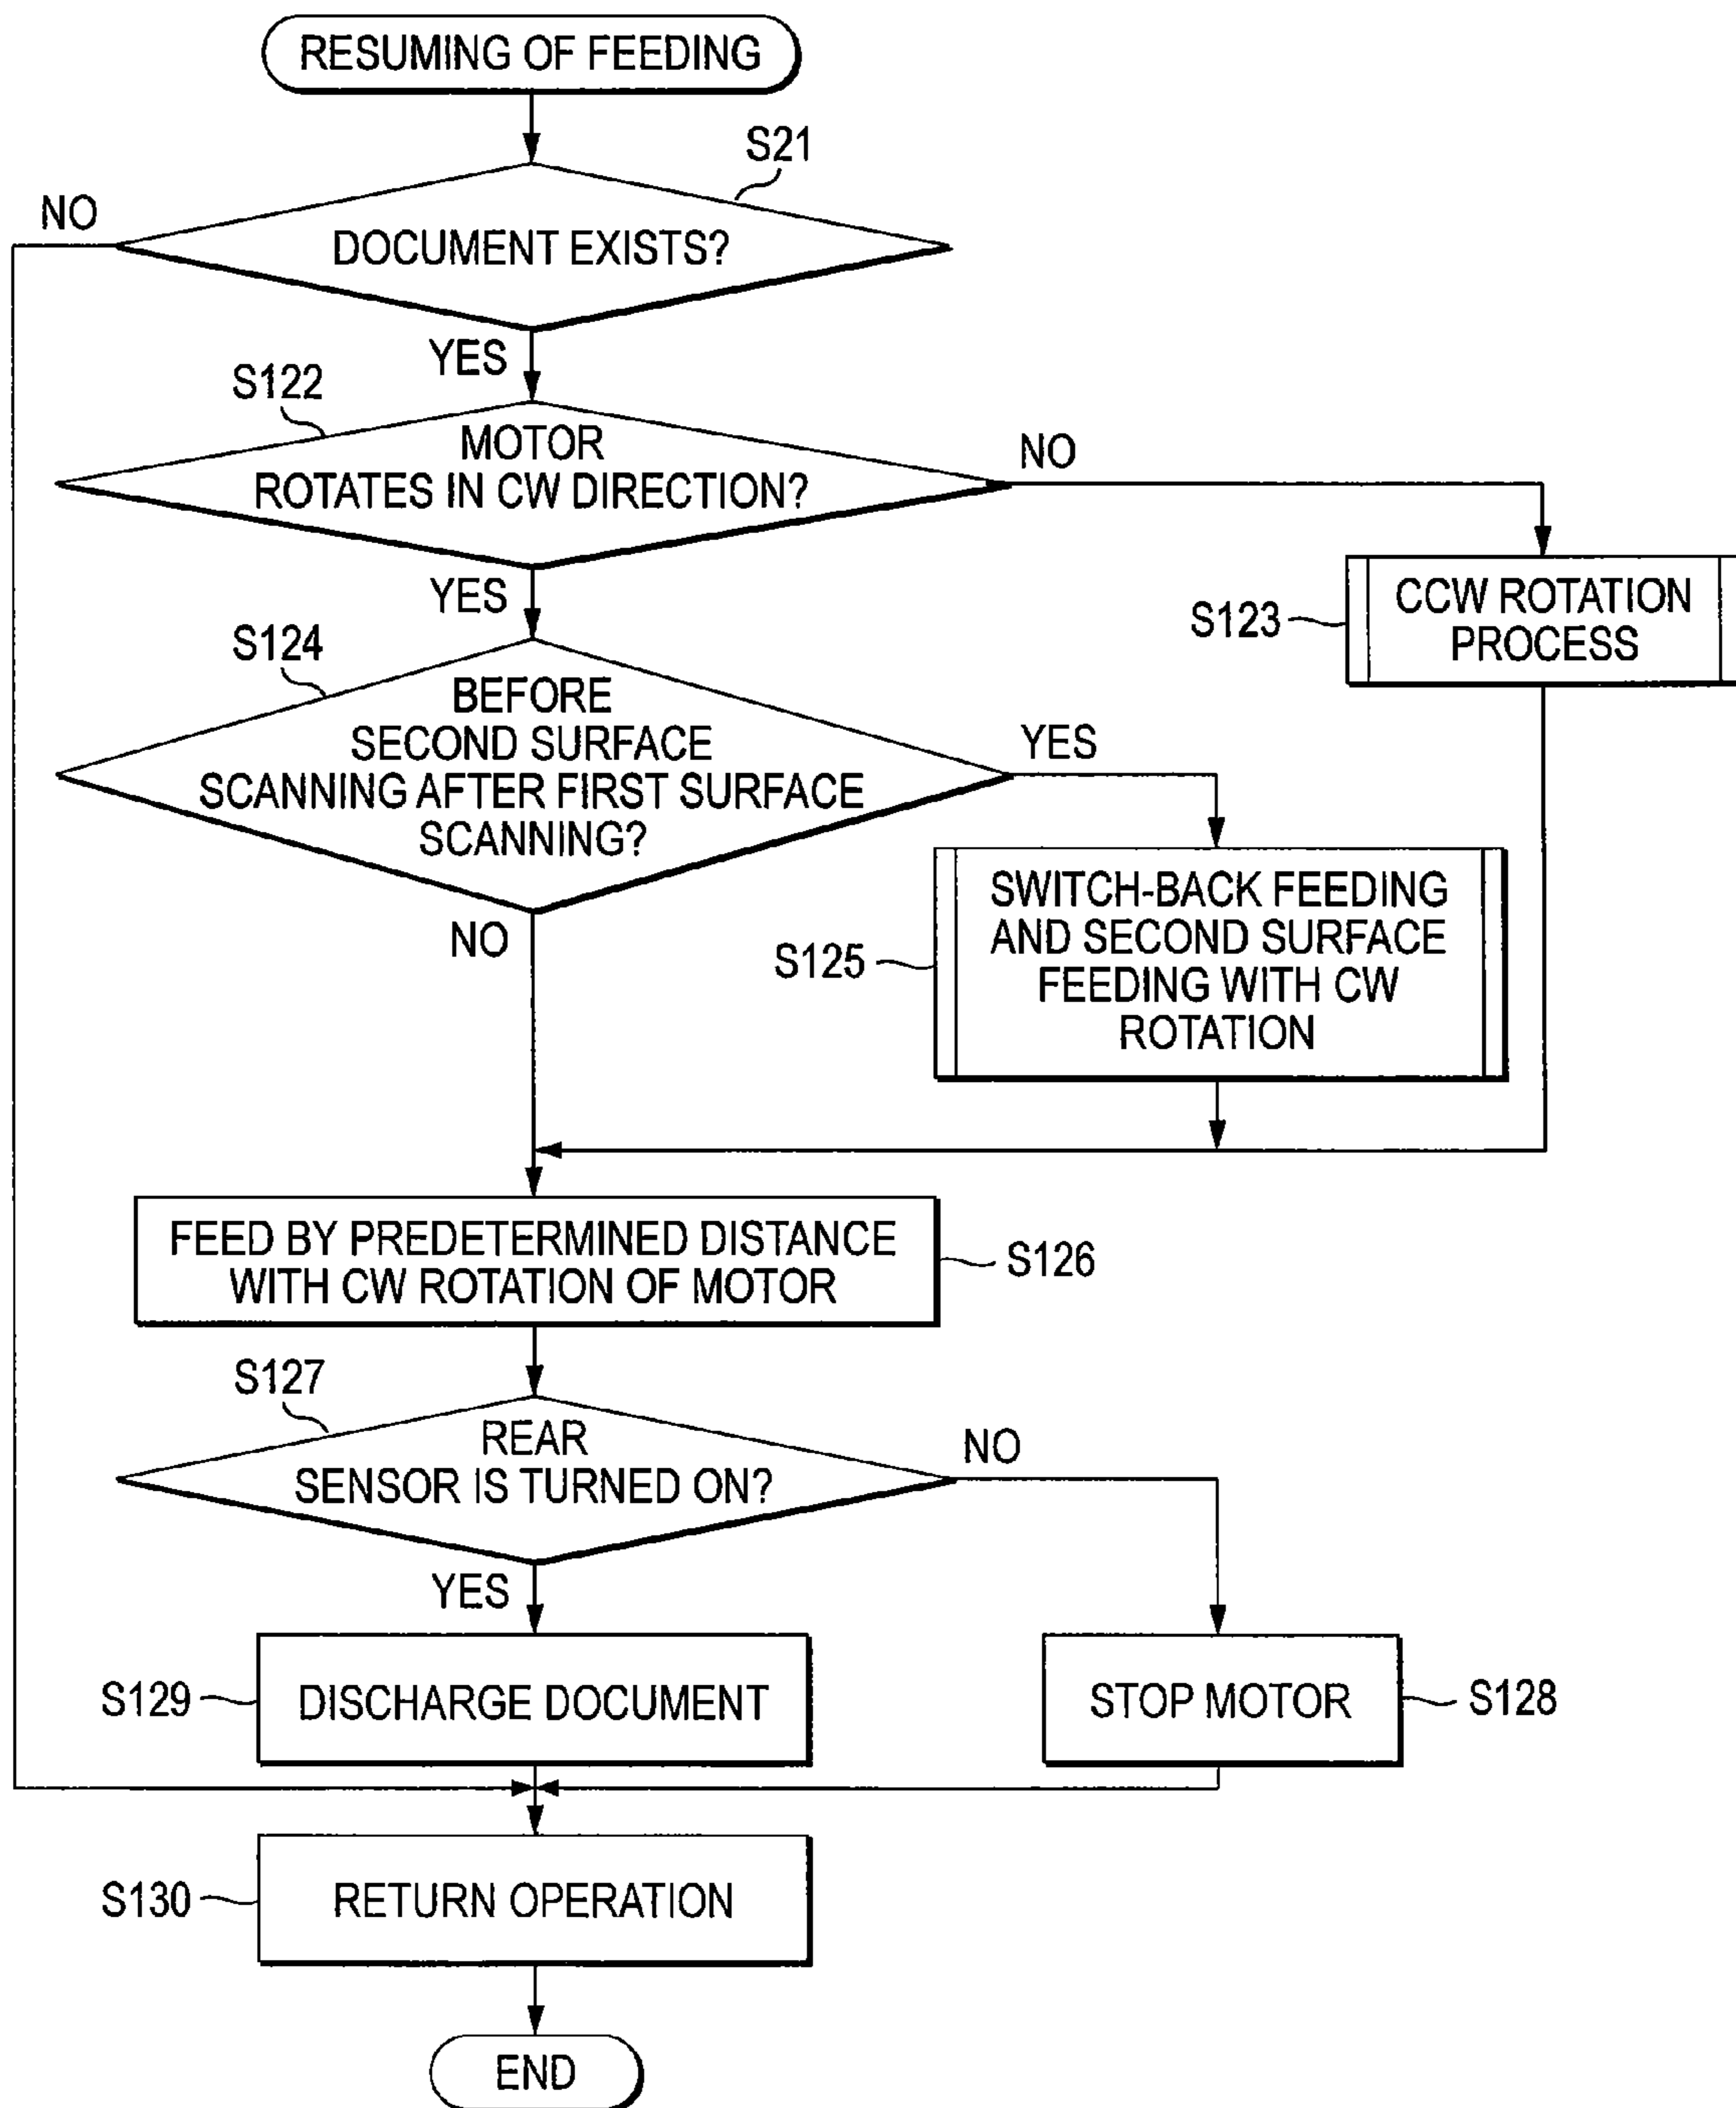 RESUMING OF FEEDING
S21
NO
DOCUMENT EXISTS?
YES
S122
MOTOR
ROTATES IN CW DIRECTION?
NO
YES
S123
CCW ROTATION
PROCESS
S124
BEFORE
SECOND SURFACE
SCANNING AFTER FIRST SURFACE
SCANNING?
YES
NO
S125
SWITCH-BACK FEEDING
AND SECOND SURFACE
FEEDING WITH CW
ROTATION
FEED BY PREDETERMINED DISTANCE
WITH CW ROTATION OF MOTOR
S126
S127
REAR
SENSOR IS TURNED ON?
NO
YES
S129
DISCHARGE DOCUMENT
STOP MOTOR
S128
S130
RETURN OPERATION
END